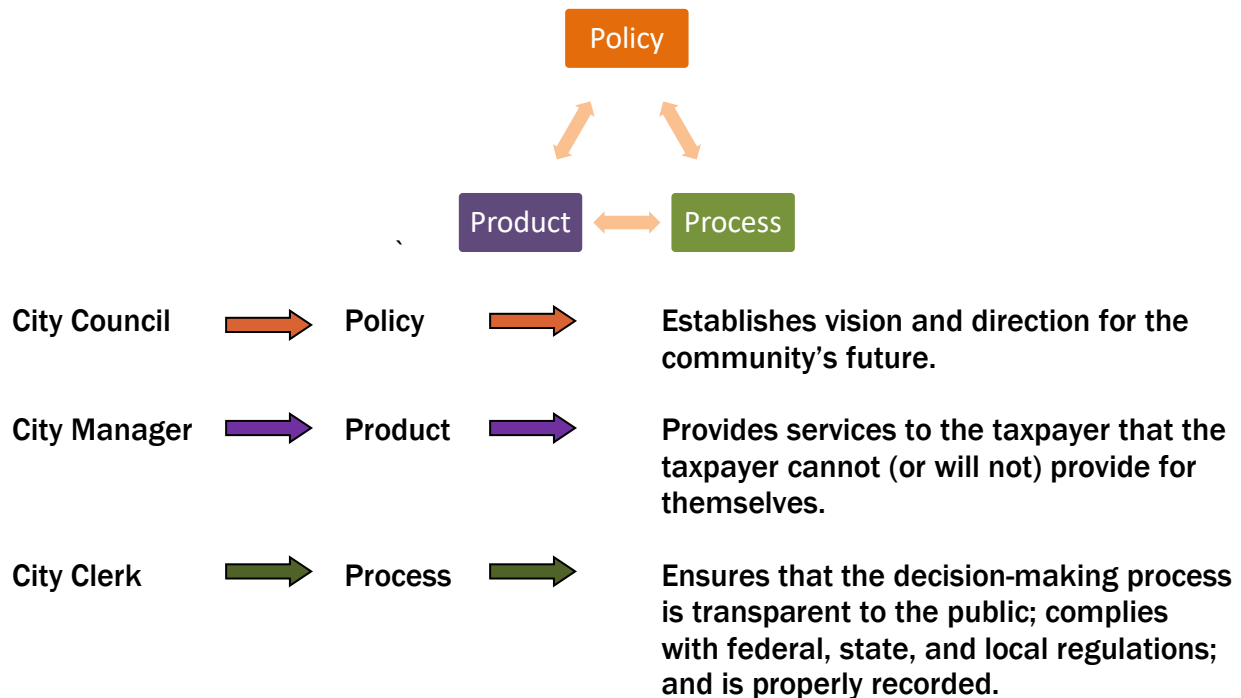 Policy
Product
Process
`
City Council
Policy
Establishes vision and direction for the
community’s future.
City Manager
Product
Provides services to the taxpayer that the
taxpayer cannot (or will not) provide for
themselves.
City Clerk
Process
Ensures that the decision-making process
is transparent to the public; complies
with federal, state, and local regulations;
and is properly recorded.